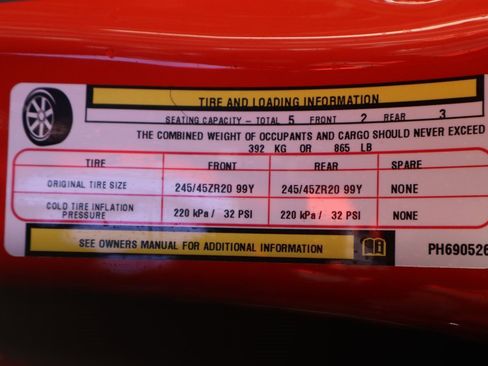 TIRE AND LOADING INFORMATION
SEATING CAPACITY - TOTAL 5 FRONT 2 REAR 3
THE COMBINED WEIGHT OF OCCUPANTS AND CARGO SHOULD NEVER EXCEED
392 KG OR 865 LB
TIRE FRONT REAR SPARE
ORIGINAL TIRE SIZE 245/45ZR20 99Y 245/45ZR20 99Y NONE
COLD TIRE INFLATION PRESSURE 220 kPa / 32 PSI 220 kPa / 32 PSI NONE
SEE OWNERS MANUAL FOR ADDITIONAL INFORMATION
PH690526